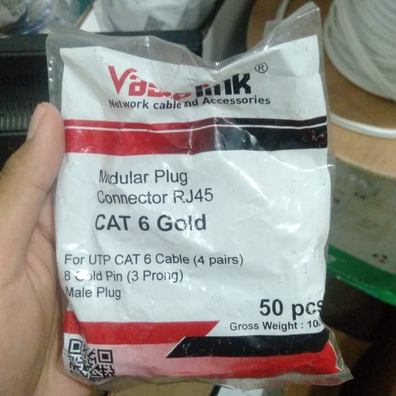 ®
Network cable and Accessories
Modular Plug
Connector RJ45
CAT 6 Gold
For UTP CAT 6 Cable (4 pairs)
8 Gold Pin (3 Prong)
Male Plug
50 pcs
Gross Weight :